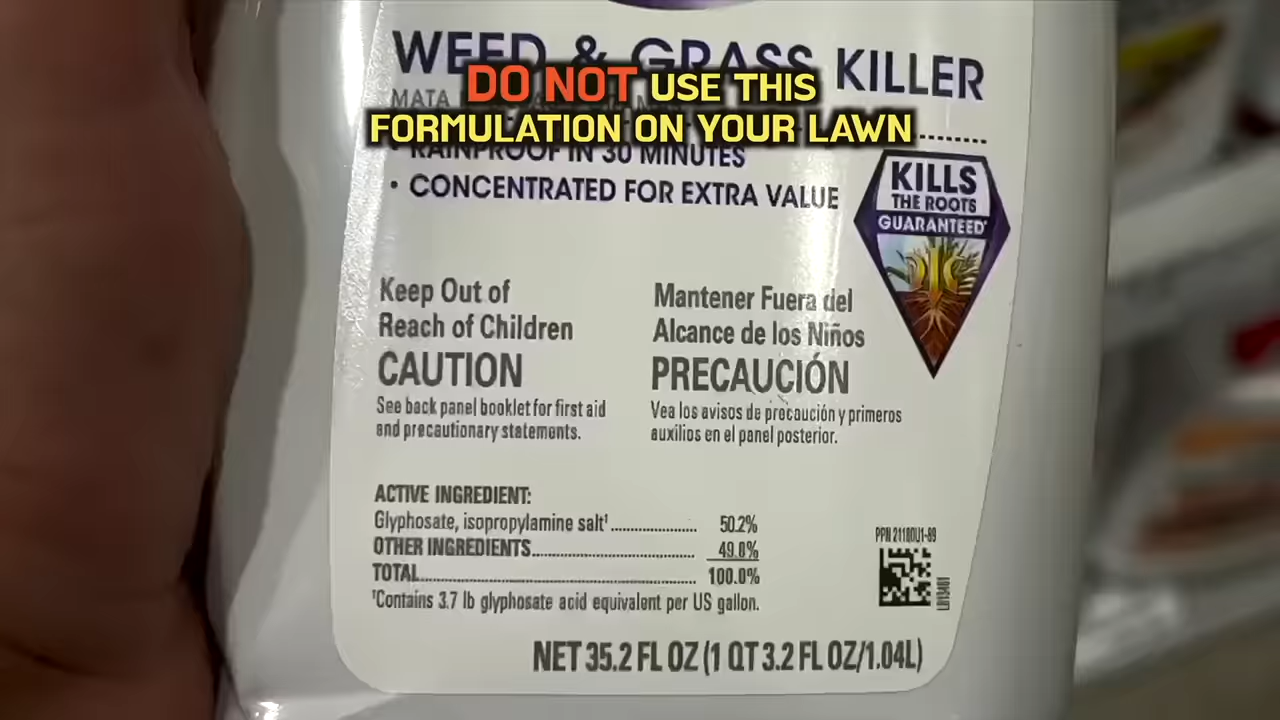 WEED & GRASS KILLER
DO NOT USE THIS
MATA
FORMULATION ON YOUR LAWN
• RAINPROOF IN 30 MINUTES
• CONCENTRATED FOR EXTRA VALUE
KILLS
THE ROOTS
GUARANTEED*
Keep Out of
Reach of Children
CAUTION
See back panel booklet for first aid
and precautionary statements.
Mantener Fuera del
Alcance de los Niños
PRECAUCIÓN
Vea los avisos de precaución y primeros
auxilios en el panel posterior.
ACTIVE INGREDIENT:
Glyphosate, isopropylamine salt†.................... 50.2%
OTHER INGREDIENTS.................................... 49.8%
TOTAL........................................................ 100.0%
†Contains 3.7 lb glyphosate acid equivalent per US gallon.
NET 35.2 FL OZ (1 QT 3.2 FL OZ/1.04L)